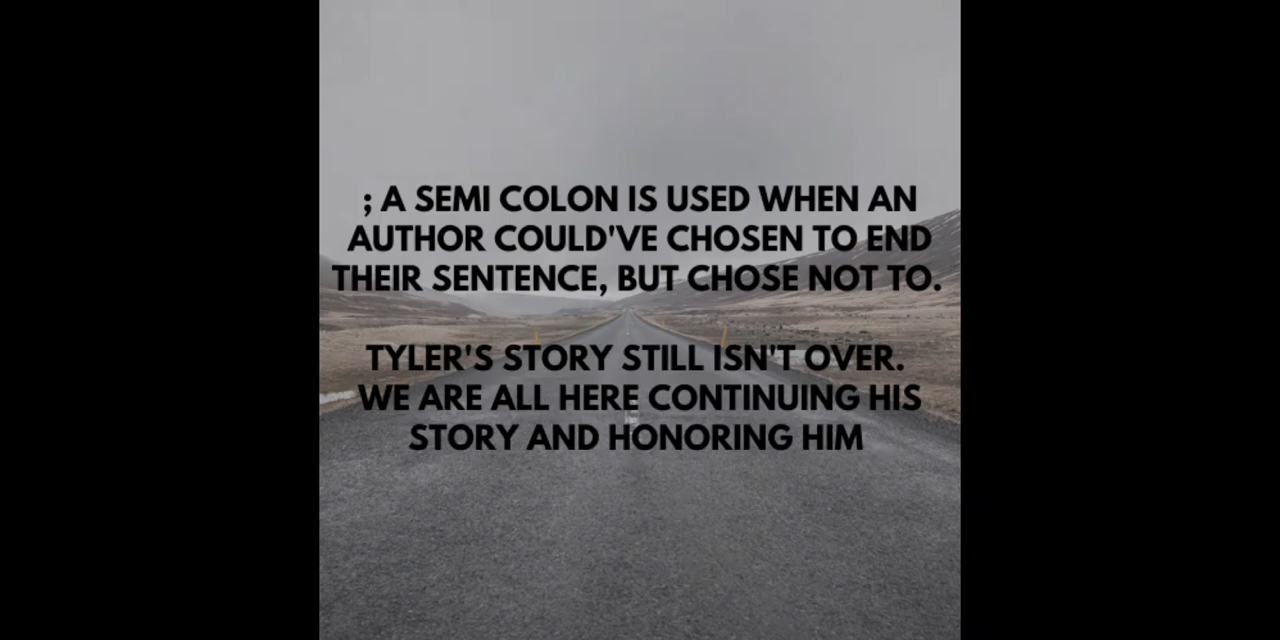 ; A SEMI COLON IS USED WHEN AN
AUTHOR COULD'VE CHOSEN TO END
THEIR SENTENCE, BUT CHOSE NOT TO.
TYLER'S STORY STILL ISN'T OVER.
WE ARE ALL HERE CONTINUING HIS
STORY AND HONORING HIM